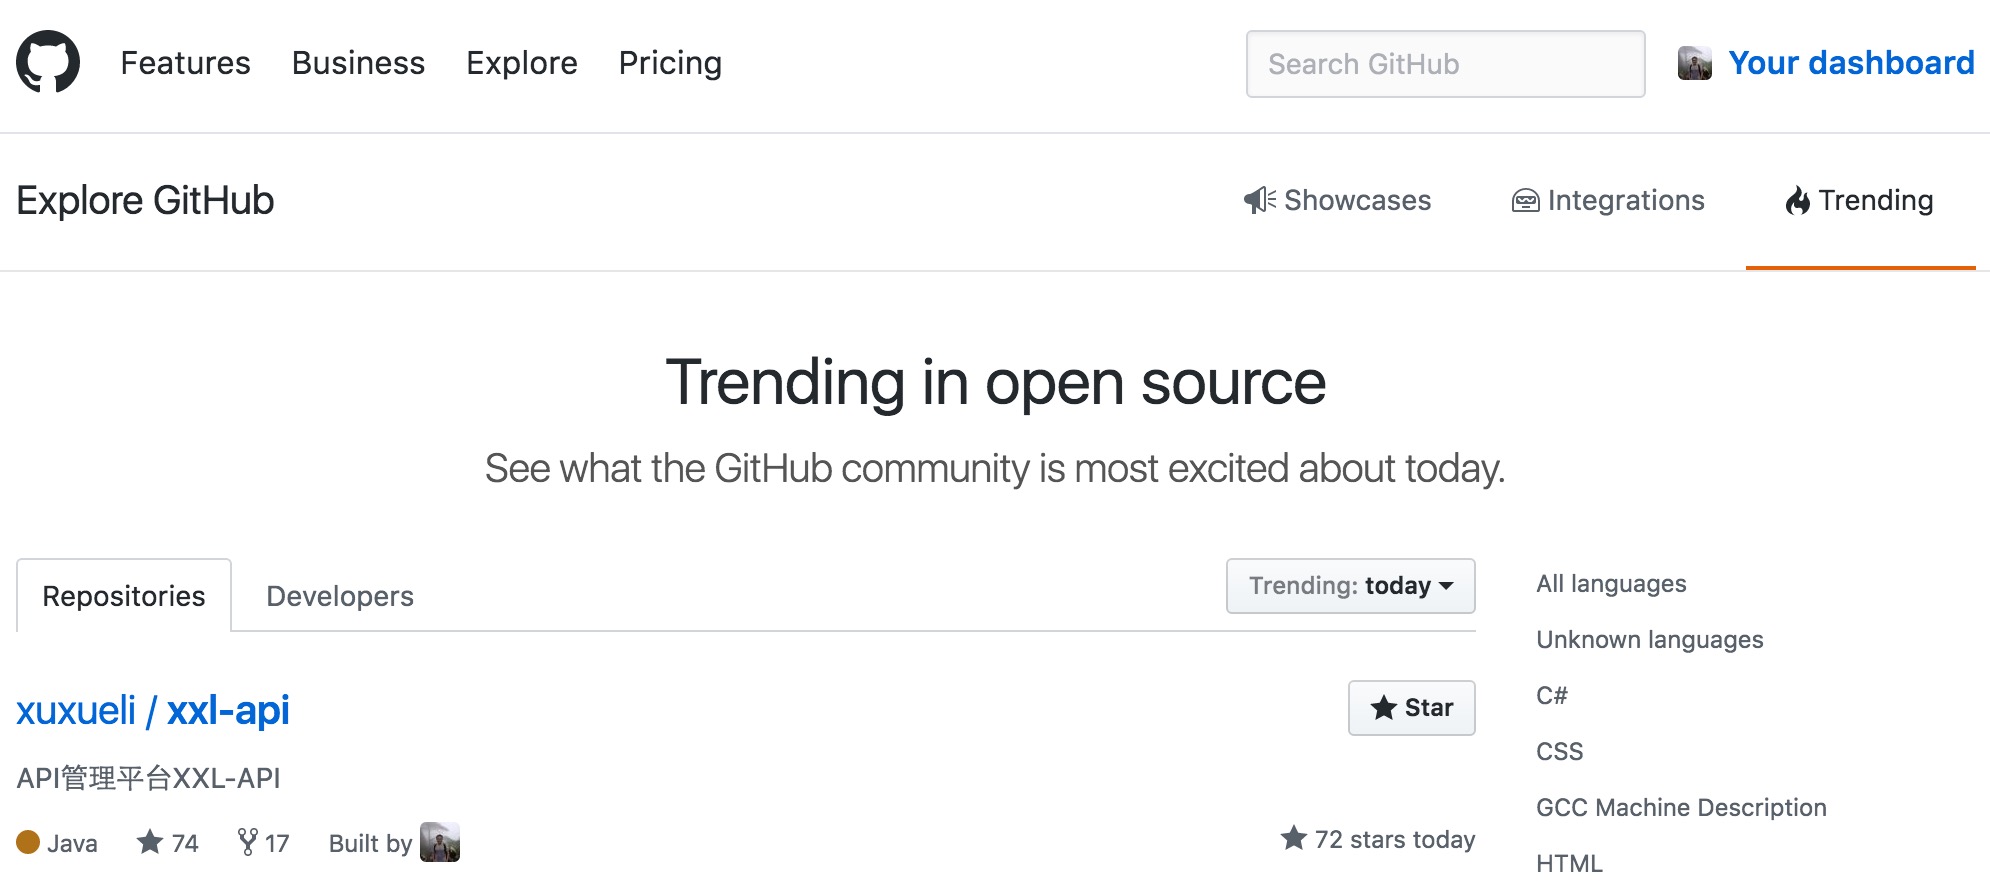 Features Business Explore Pricing Search GitHub Your dashboard
Explore GitHub Showcases Integrations Trending
Trending in open source
See what the GitHub community is most excited about today.
Repositories Developers Trending: today
xuxueli / xxl-api Star
API管理平台XXL-API
Java 74 17 Built by 72 stars today
All languages
Unknown languages
C#
CSS
GCC Machine Description
HTML